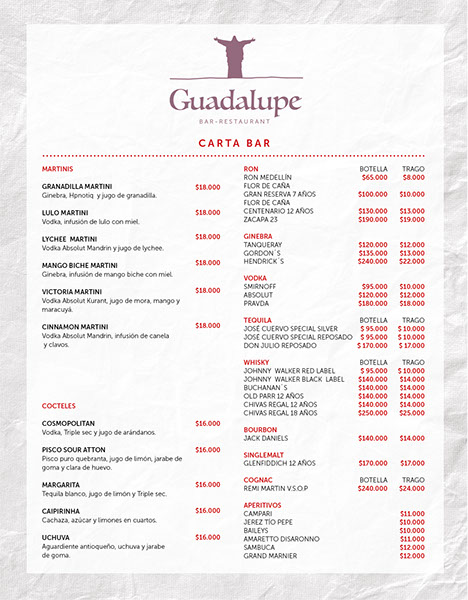 Guadalupe
BAR-RESTAURANT
CARTA BAR
MARTINIS
GRANADILLA MARTINI $18.000
Ginebra, Hpnotiq y jugo de granadilla.
LULO MARTINI $18.000
Vodka, infusión de lulo con miel.
LYCHEE MARTINI $18.000
Vodka Absolut Mandrin y jugo de lychee.
MANGO BICHE MARTINI $18.000
Ginebra, infusión de mango biche con miel.
VICTORIA MARTINI $18.000
Vodka Absolut Kurant, jugo de mora, mango y
maracuyá.
CINNAMON MARTINI $18.000
Vodka Absolut Mandrin, infusión de canela
y clavos.
COCTELES
COSMOPOLITAN $16.000
Vodka, Triple sec y jugo de arándanos.
PISCO SOUR ATTON $16.000
Pisco puro quebranta, jugo de limón, jarabe de
goma y clara de huevo.
MARGARITA $16.000
Tequila blanco, jugo de limón y Triple sec.
CAIPIRINHA $16.000
Cachaza, azúcar y limones en cuartos.
UCHUVA $16.000
Aguardiente antioqueño, uchuva y jarabe
de goma.
RON BOTELLA TRAGO
RON MEDELLÍN $65.000 $8.000
FLOR DE CAÑA
GRAN RESERVA 7 AÑOS $100.000 $10.000
FLOR DE CAÑA
CENTENARIO 12 AÑOS $130.000 $13.000
ZACAPA 23 $190.000 $19.000
GINEBRA
TANQUERAY $120.000 $12.000
GORDON´S $135.000 $13.000
HENDRICK´S $240.000 $22.000
VODKA
SMIRNOFF $95.000 $10.000
ABSOLUT $120.000 $12.000
PRAVDA $180.000 $18.000
TEQUILA BOTELLA TRAGO
JOSÉ CUERVO SPECIAL SILVER $ 95.000 $ 10.000
JOSÉ CUERVO SPECIAL REPOSADO $ 95.000 $ 10.000
DON JULIO REPOSADO $ 170.000 $ 17.000
WHISKY BOTELLA TRAGO
JOHNNY WALKER RED LABEL $ 95.000 $ 10.000
JOHNNY WALKER BLACK LABEL $140.000 $14.000
BUCHANAN´S $140.000 $14.000
OLD PARR 12 AÑOS $140.000 $14.000
CHIVAS REGAL 12 AÑOS $140.000 $14.000
CHIVAS REGAL 18 AÑOS $250.000 $25.000
BOURBON
JACK DANIELS $140.000 $14.000
SINGLEMALT
GLENFIDDICH 12 AÑOS $170.000 $17.000
COGNAC BOTELLA TRAGO
REMI MARTIN V.S.O.P $240.000 $24.000
APERITIVOS
CAMPARI $11.000
JEREZ TÍO PEPE $10.000
BAILEYS $10.000
AMARETTO DISARONNO $11.000
SAMBUCA $12.000
GRAND MARNIER $12.000